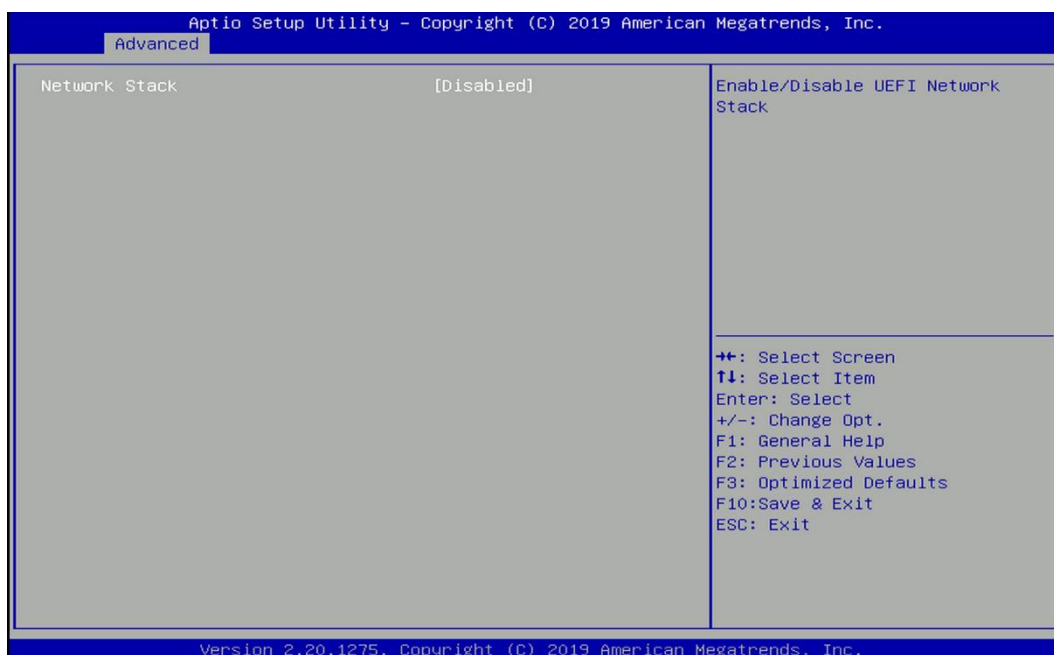 Aptio Setup Utility – Copyright (C) 2019 American Megatrends, Inc.
Advanced
Network Stack [Disabled]
Enable/Disable UEFI Network
Stack
→←: Select Screen
↑↓: Select Item
Enter: Select
+/-: Change Opt.
F1: General Help
F2: Previous Values
F3: Optimized Defaults
F10:Save & Exit
ESC: Exit
Version 2.20.1275. Copyright (C) 2019 American Megatrends, Inc.